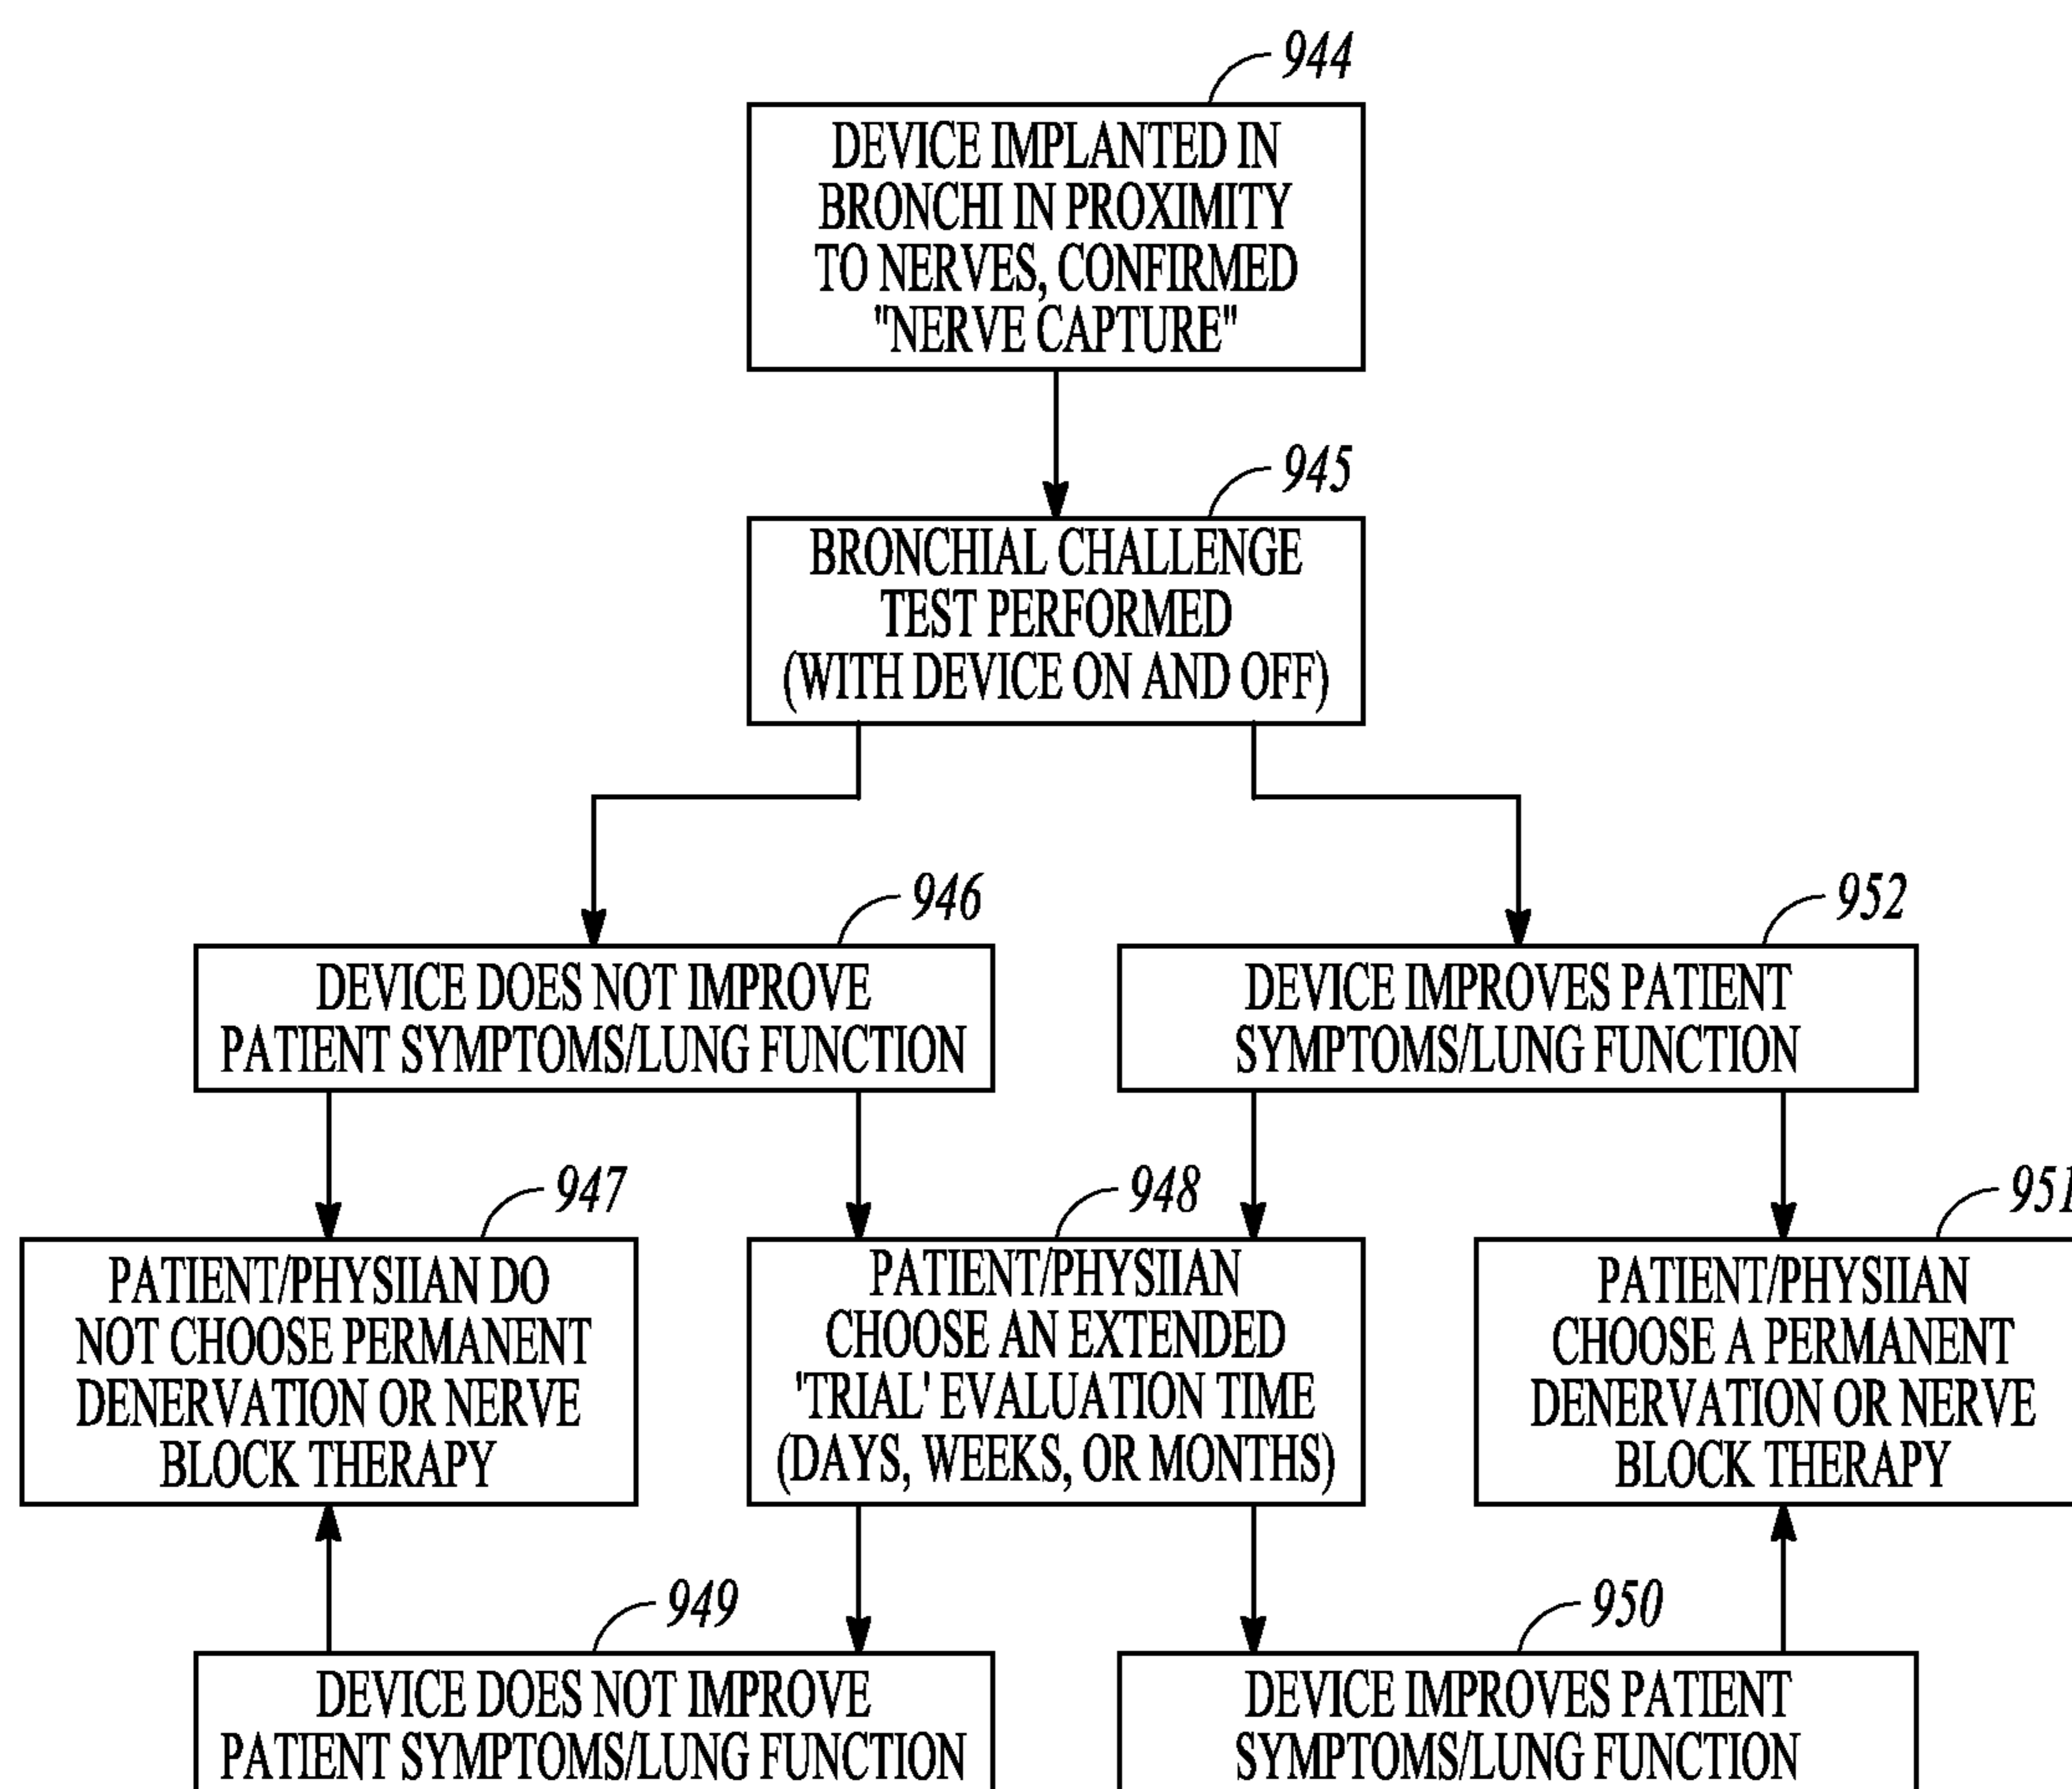 944
DEVICE IMPLANTED IN
BRONCHI IN PROXIMITY
TO NERVES, CONFIRMED
"NERVE CAPTURE"
945
BRONCHIAL CHALLENGE
TEST PERFORMED
(WITH DEVICE ON AND OFF)
946
DEVICE DOES NOT IMPROVE
PATIENT SYMPTOMS/LUNG FUNCTION
952
DEVICE IMPROVES PATIENT
SYMPTOMS/LUNG FUNCTION
947
PATIENT/PHYSIIAN DO
NOT CHOOSE PERMANENT
DENERVATION OR NERVE
BLOCK THERAPY
948
PATIENT/PHYSIIAN
CHOOSE AN EXTENDED
'TRIAL' EVALUATION TIME
(DAYS, WEEKS, OR MONTHS)
951
PATIENT/PHYSIIAN
CHOOSE A PERMANENT
DENERVATION OR NERVE
BLOCK THERAPY
949
DEVICE DOES NOT IMPROVE
PATIENT SYMPTOMS/LUNG FUNCTION
950
DEVICE IMPROVES PATIENT
SYMPTOMS/LUNG FUNCTION